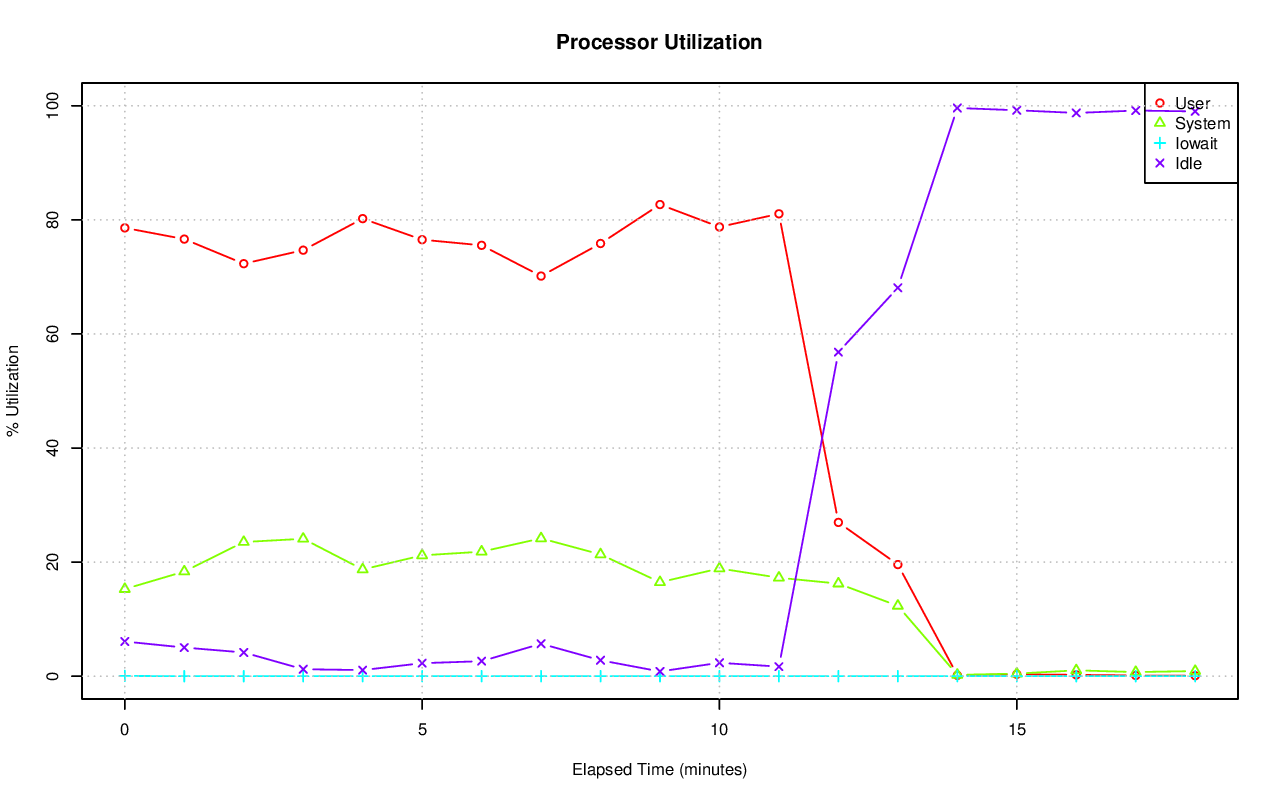 Processor Utilization
100
80
60
40
20
0
% Utilization
User
System
Iowait
Idle
0 5 10 15
Elapsed Time (minutes)